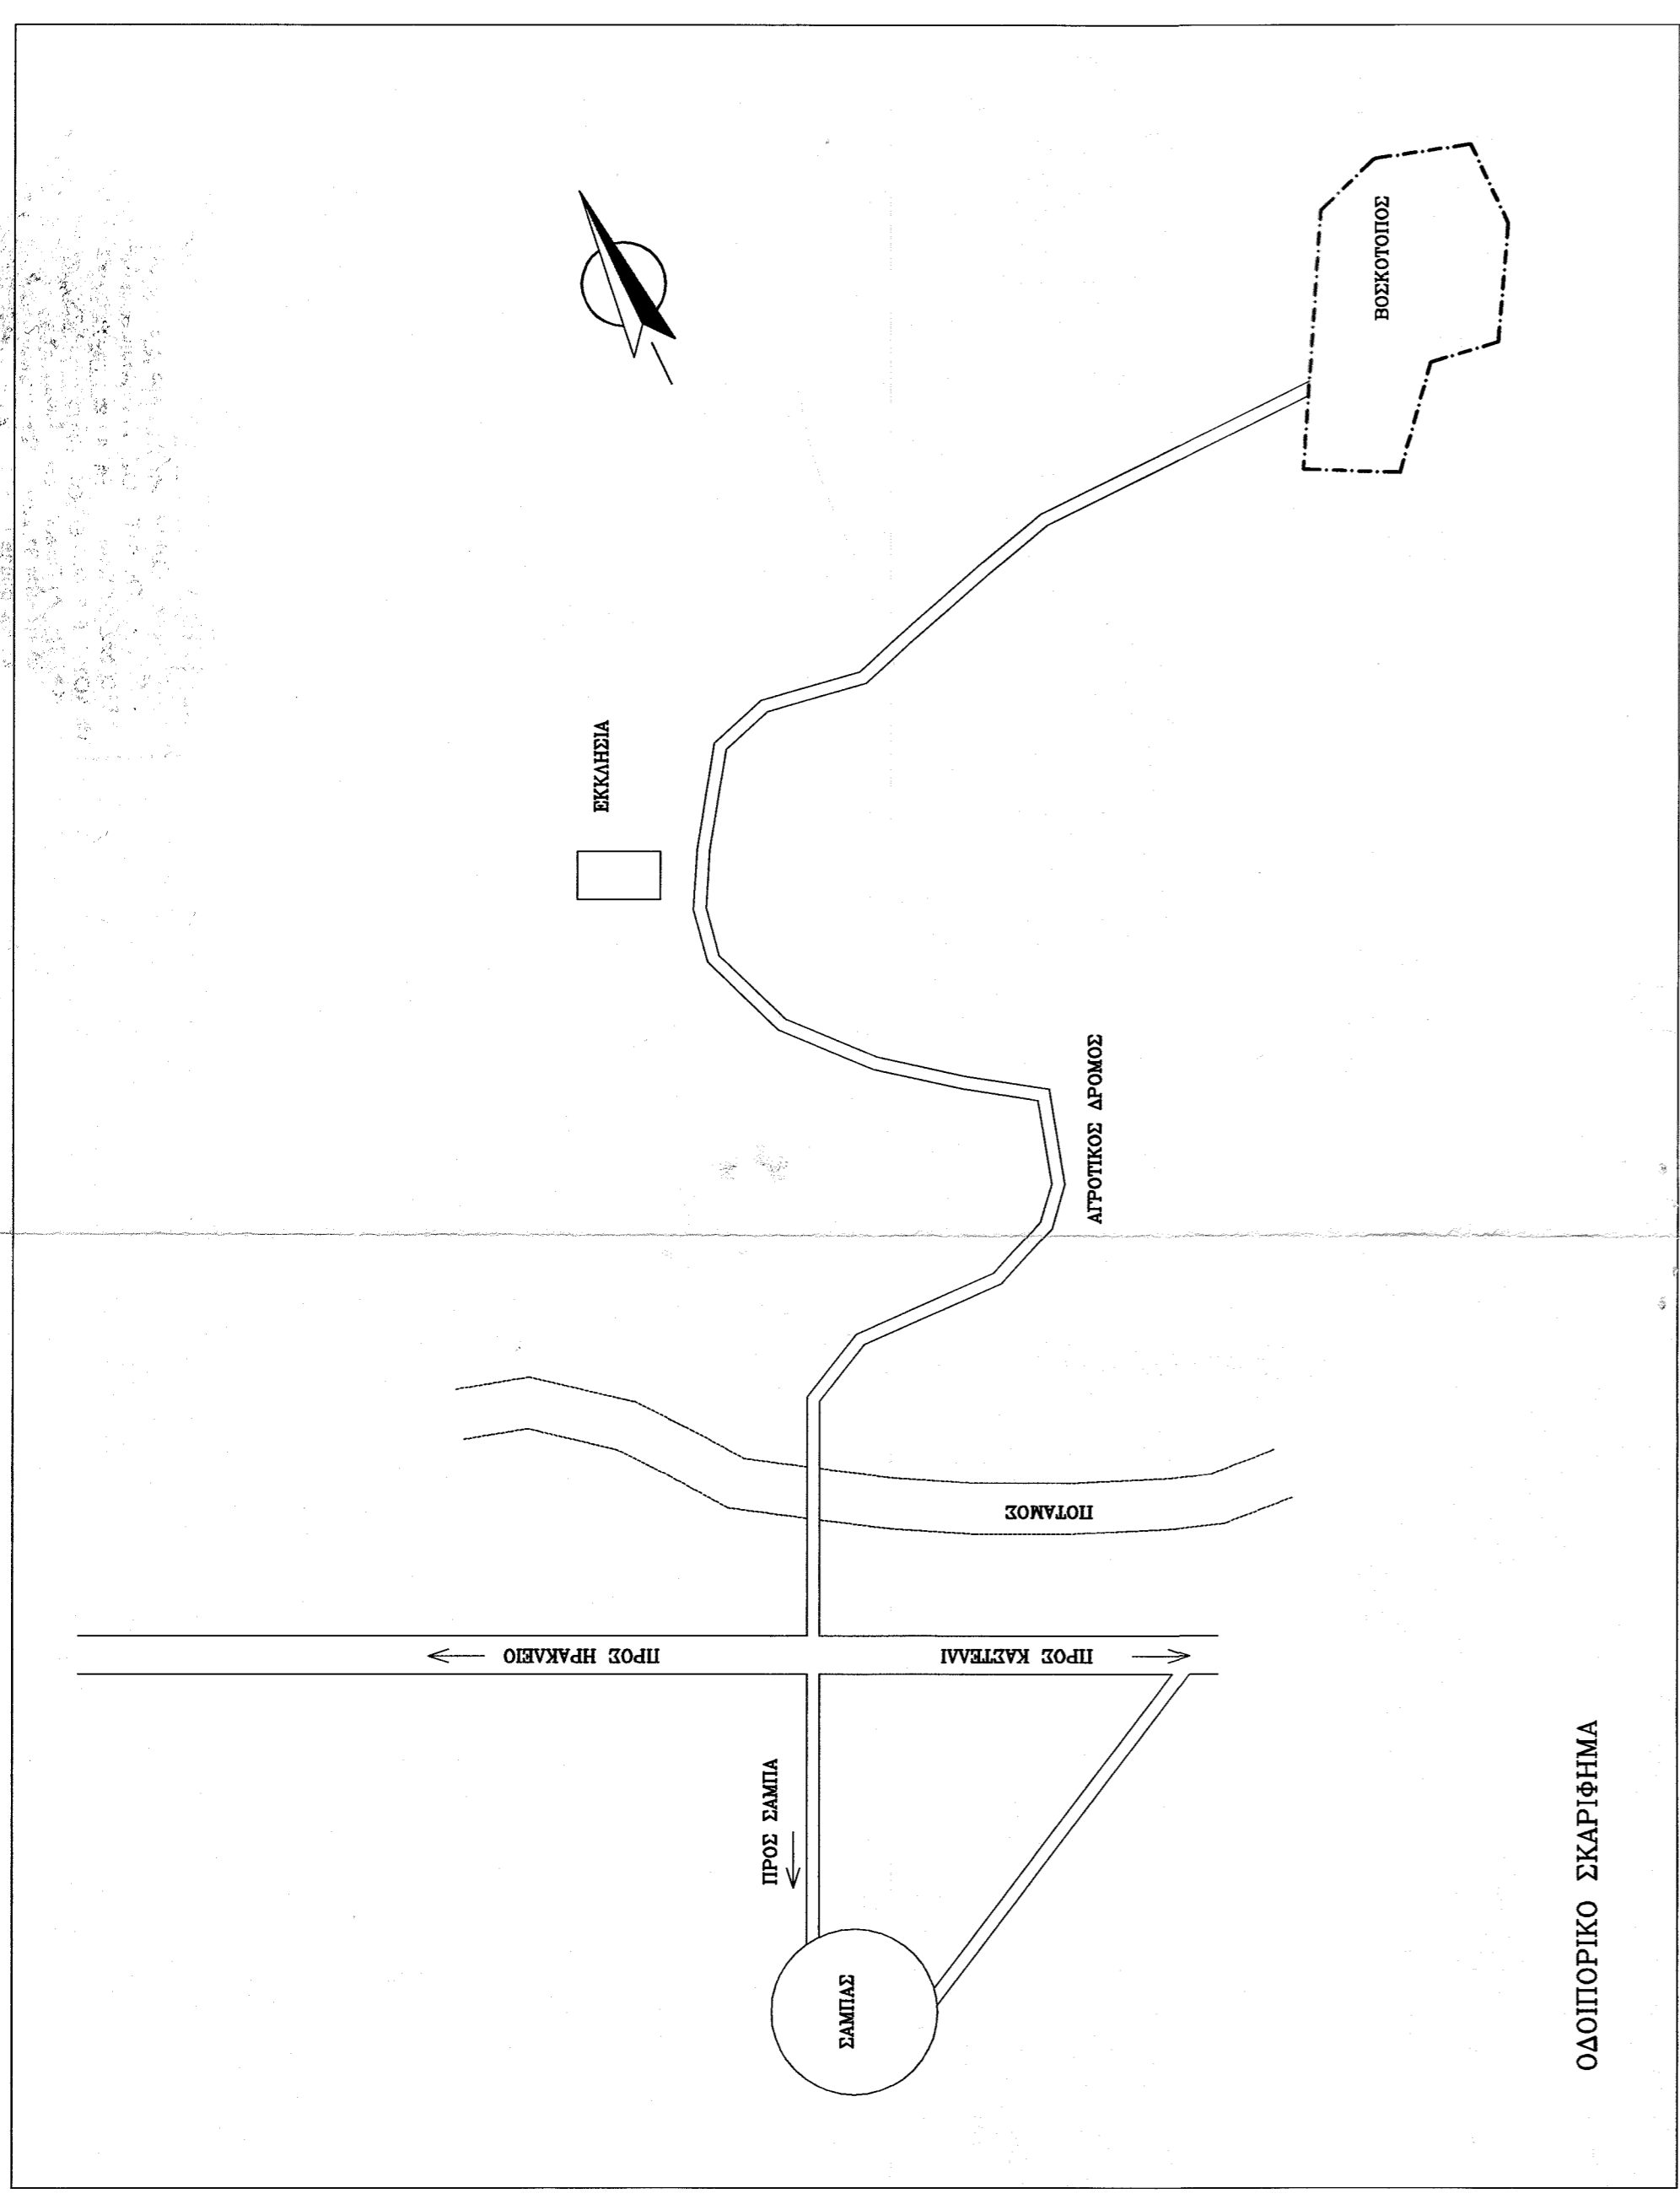 ΒΟΣΚΟΤΟΠΟΣ
ΕΚΚΛΗΣΙΑ
ΑΓΡΟΤΙΚΟΣ ΔΡΟΜΟΣ
ΠΟΤΑΜΟΣ
ΠΡΟΣ ΗΡΑΚΛΕΙΟ
ΠΡΟΣ ΚΑΣΤΕΛΛΙ
ΠΡΟΣ ΣΑΜΠΑ
ΣΑΜΠΑΣ
ΟΔΟΙΠΟΡΙΚΟ ΣΚΑΡΙΦΗΜΑ